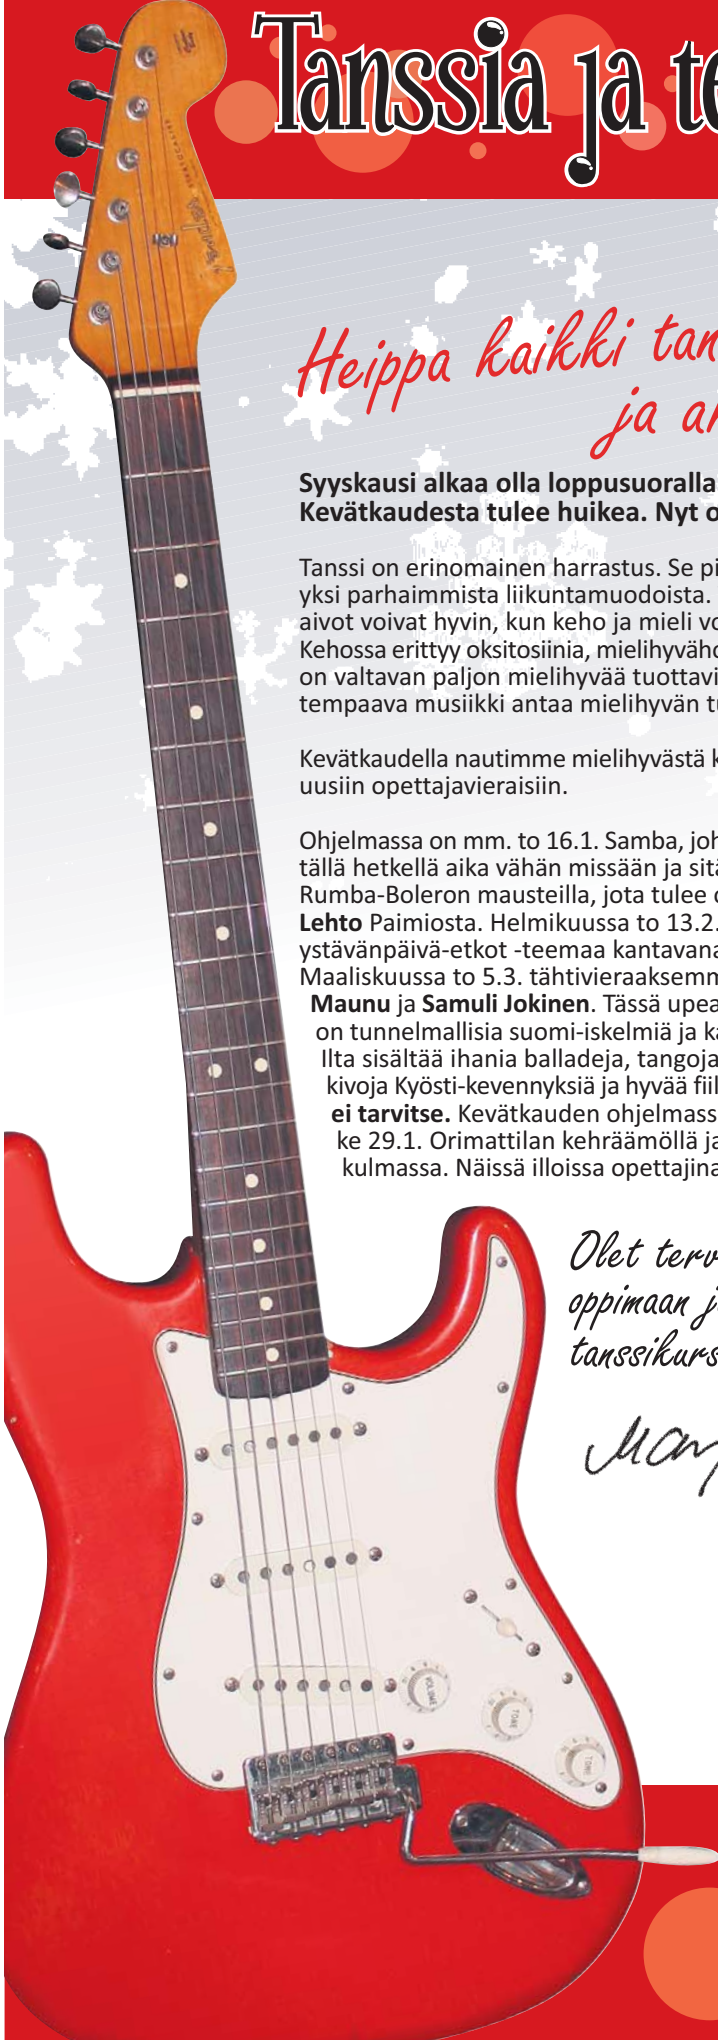 Tanssia ja te
Heippa kaikki tan
ja a
Syyskausi alkaa olla loppusuoralla
Kevätkaudesta tulee huikea. Nyt o
Tanssi on erinomainen harrastus. Se pi
yksi parhaimmista liikuntamuodoista.
aivot voivat hyvin, kun keho ja mieli vo
Kehossa erittyy oksitosiinia, mielihyväho
on valtavan paljon mielihyvää tuottavi
tempaava musiikki antaa mielihyvän tu
Kevätkaudella nautimme mielihyvästä k
uusiin opettajavieraisiin.
Ohjelmassa on mm. to 16.1. Samba, joh
tällä hetkellä aika vähän missään ja sitä
Rumba-Boleron mausteilla, jota tulee o
Lehto Paimiosta. Helmikuussa to 13.2.
ystävänpäivä-etkot -teemaa kantavana
Maaliskuussa to 5.3. tähtivieraaksemm
Maunu ja Samuli Jokinen. Tässä upea
on tunnelmallisia suomi-iskelmiä ja ka
Ilta sisältää ihania balladeja, tangoja
kivoja Kyösti-kevennyksiä ja hyvää fiil
ei tarvitse. Kevätkauden ohjelmass
ke 29.1. Orimattilan kehräämöllä ja
kulmassa. Näissä illoissa opettajina
Olet terv
oppimaan j
tanssikurs
VOLUME
TONE
TONE